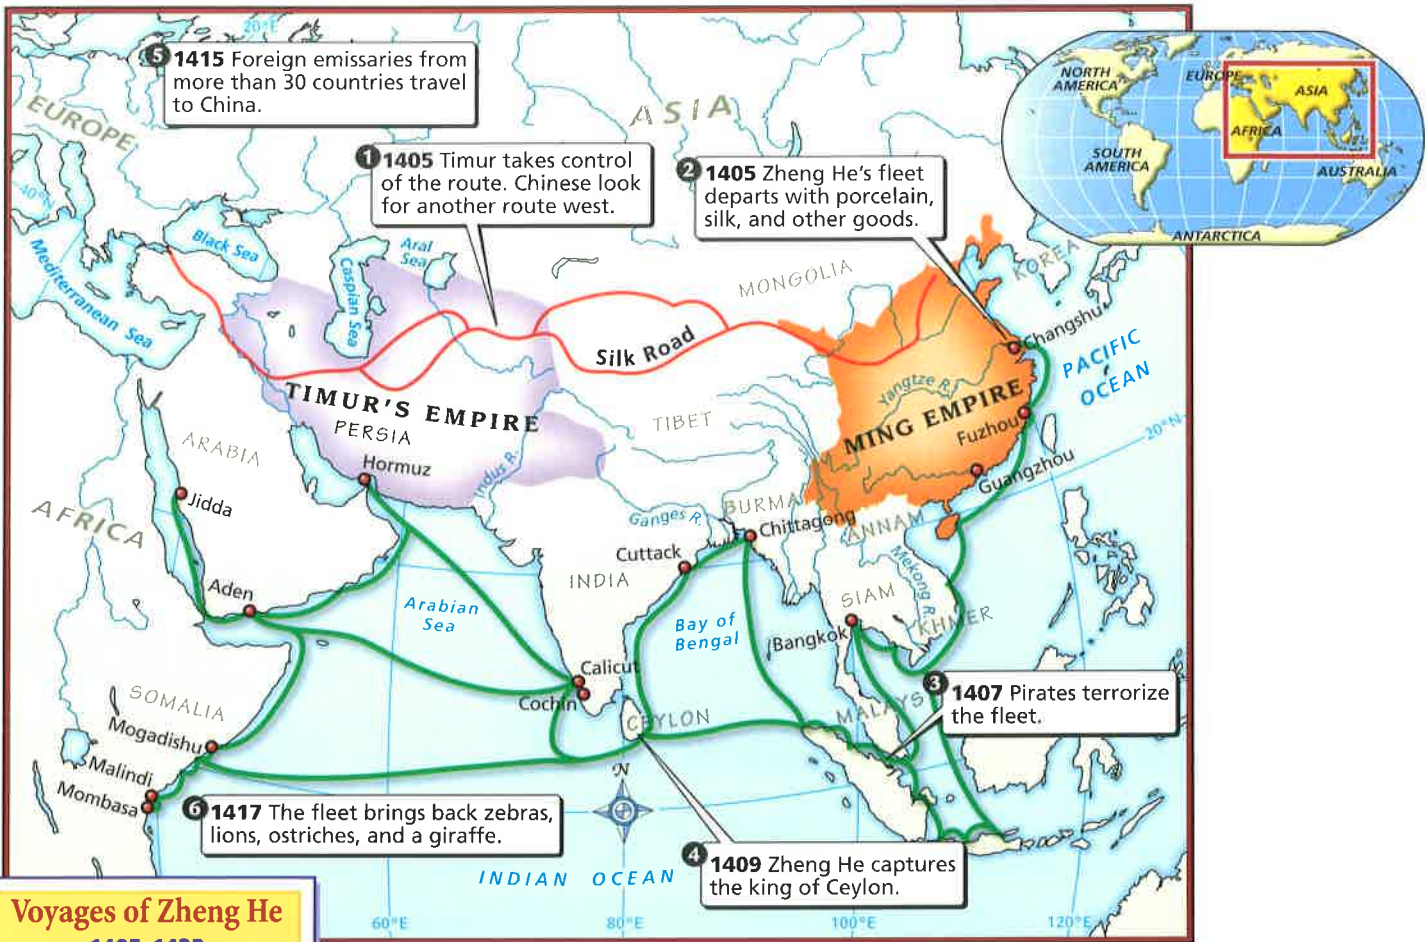 20°E
5 1415 Foreign emissaries from
more than 30 countries travel
to China.
EUROPE
ASIA
1 1405 Timur takes control
of the route. Chinese look
for another route west.
2 1405 Zheng He's fleet
departs with porcelain,
silk, and other goods.
NORTH
AMERICA
EUROPE
ASIA
AFRICA
SOUTH
AMERICA
AUSTRALIA
ANTARCTICA
40°N
Black Sea
Aral
Sea
Caspian Sea
Mediterranean Sea
MONGOLIA
KOREA
Silk Road
Changshu
PACIFIC
OCEAN
TIMUR'S EMPIRE
PERSIA
TIBET
Yangtze R.
MING EMPIRE
Fuzhou
20°N
ARABIA
Hormuz
Indus R.
Guangzhou
Jidda
AFRICA
Ganges R.
BURMA
Chittagong
ANNAM
Cuttack
INDIA
Mekong R.
SIAM
KHMER
Aden
Arabian
Sea
Bay of
Bengal
Bangkok
Calicut
Cochin
CEYLON
MALAYS
3 1407 Pirates terrorize
the fleet.
SOMALIA
Mogadishu
Malindi
Mombasa
N
6 1417 The fleet brings back zebras,
lions, ostriches, and a giraffe.
4 1409 Zheng He captures
the king of Ceylon.
INDIAN OCEAN
Voyages of Zheng He
60°E
80°E
100°E
120°E